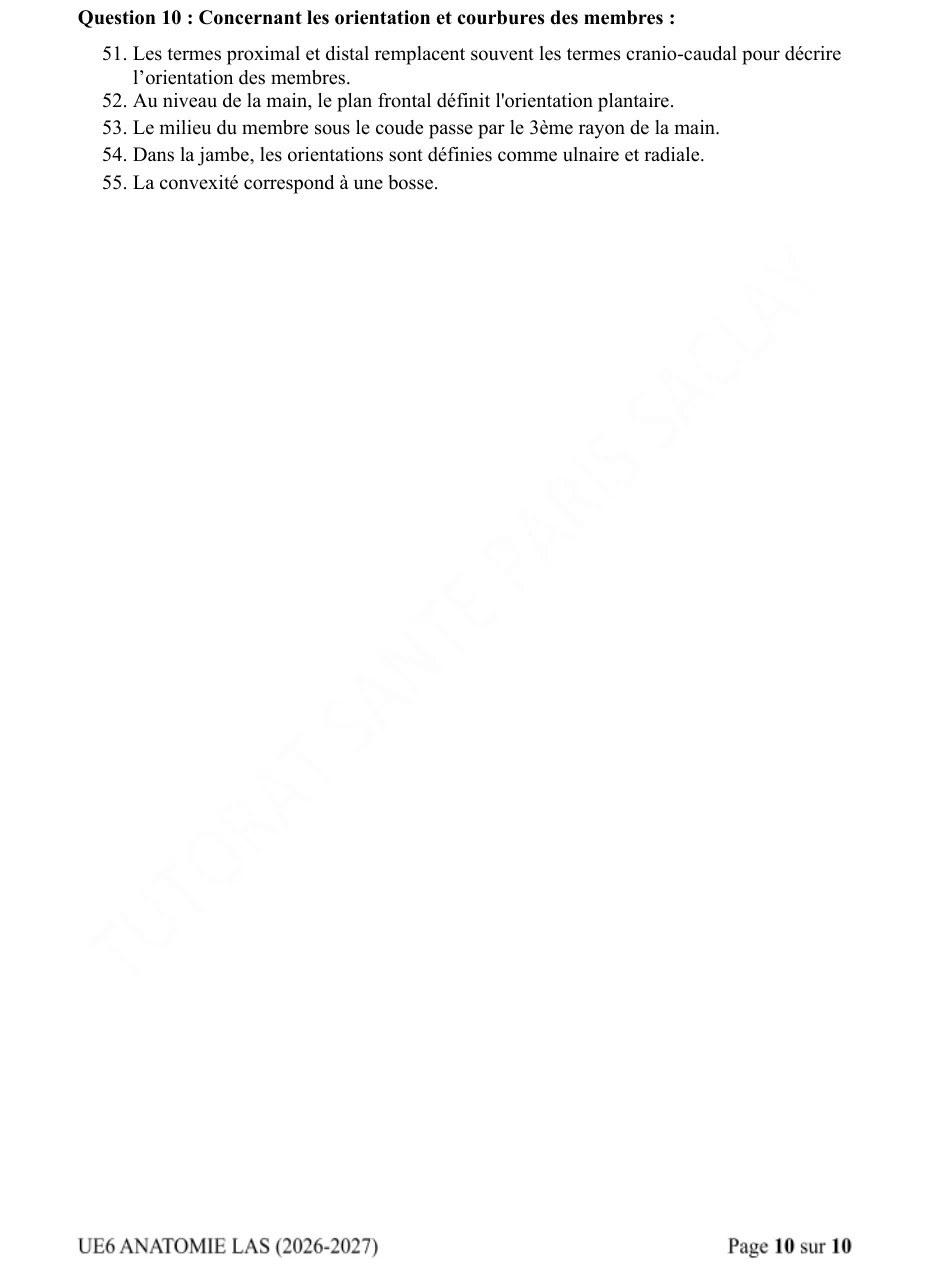 Question 10 : Concernant les orientation et courbures des membres :
51. Les termes proximal et distal remplacent souvent les termes cranio-caudal pour décrire
l’orientation des membres.
52. Au niveau de la main, le plan frontal définit l'orientation plantaire.
53. Le milieu du membre sous le coude passe par le 3ème rayon de la main.
54. Dans la jambe, les orientations sont définies comme ulnaire et radiale.
55. La convexité correspond à une bosse.
TUTORAT SANTE PARIS SACLAY
UE6 ANATOMIE LAS (2026-2027)
Page 10 sur 10